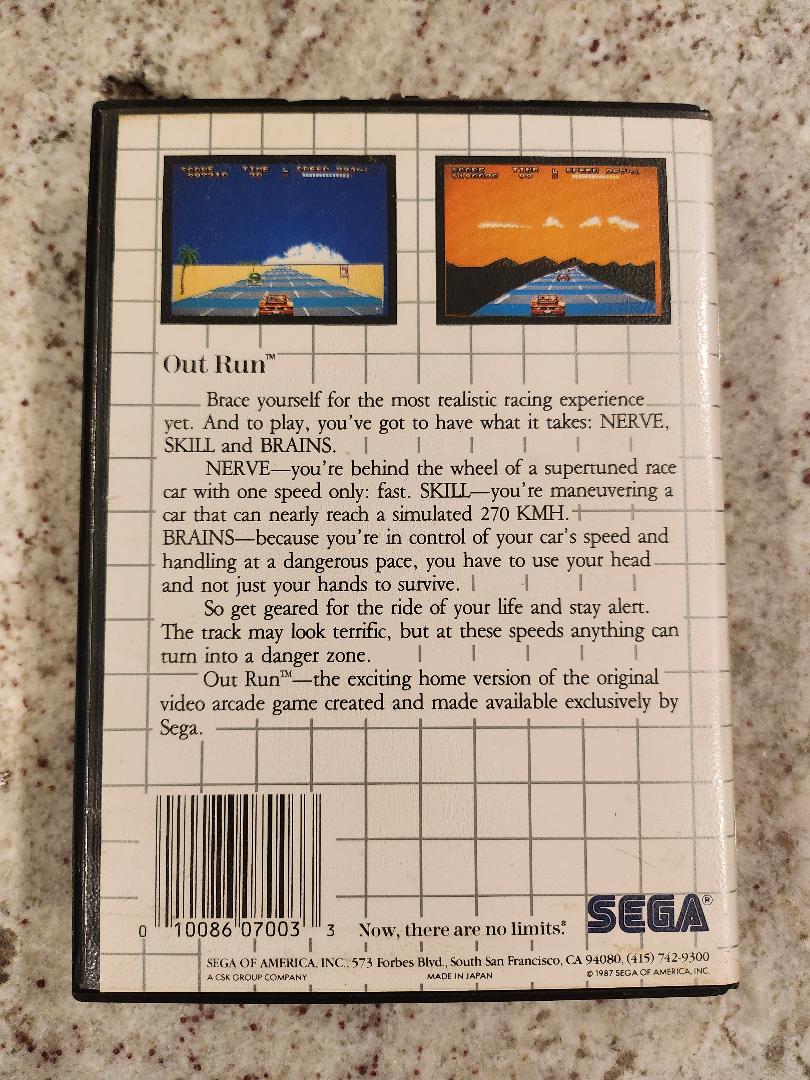 SCORE TIME L SPEED
SCORE TIME L SPEED
Out Run™
Brace yourself for the most realistic racing experience
yet. And to play, you've got to have what it takes: NERVE,
SKILL and BRAINS.
NERVE—you're behind the wheel of a supertuned race
car with one speed only: fast. SKILL—you're maneuvering a
car that can nearly reach a simulated 270 KMH.
BRAINS—because you're in control of your car's speed and
handling at a dangerous pace, you have to use your head
and not just your hands to survive.
So get geared for the ride of your life and stay alert.
The track may look terrific, but at these speeds anything can
turn into a danger zone.
Out Run™—the exciting home version of the original
video arcade game created and made available exclusively by
Sega.
0 10086 07003 3
Now, there are no limits.®
SEGA®
SEGA OF AMERICA, INC., 573 Forbes Blvd., South San Francisco, CA 94080, (415) 742-9300
A CSK GROUP COMPANY MADE IN JAPAN © 1987 SEGA OF AMERICA, INC.